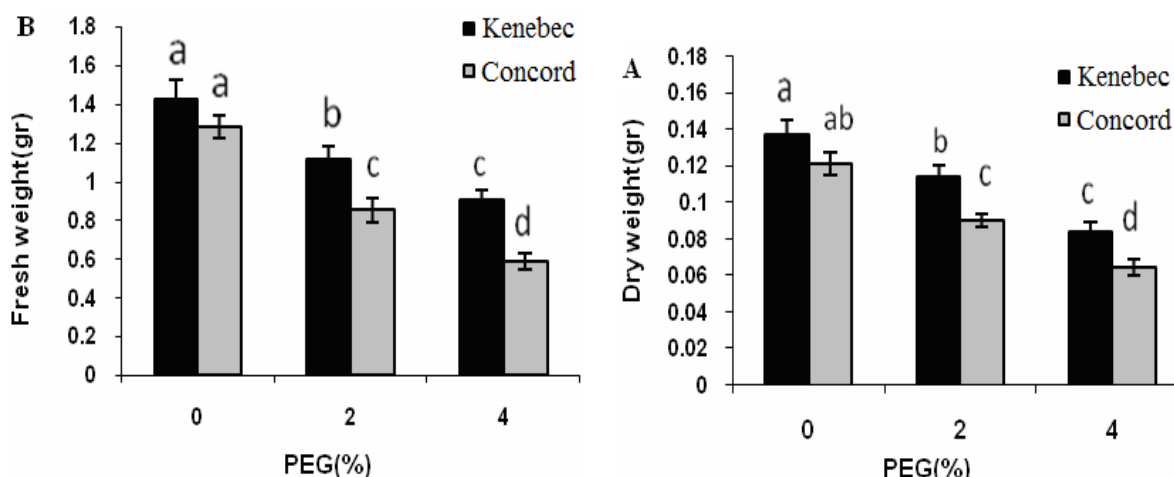 B
Kenebec
Concord
Fresh weight(gr)
1.8
1.6
1.4
1.2
1
0.8
0.6
0.4
0.2
0
a
a
b
c
c
d
0 2 4
PEG(%)
A
Kenebec
Concord
Dry weight(gr)
0.18
0.16
0.14
0.12
0.1
0.08
0.06
0.04
0.02
0
a
ab
b
c
c
d
0 2 4
PEG(%)